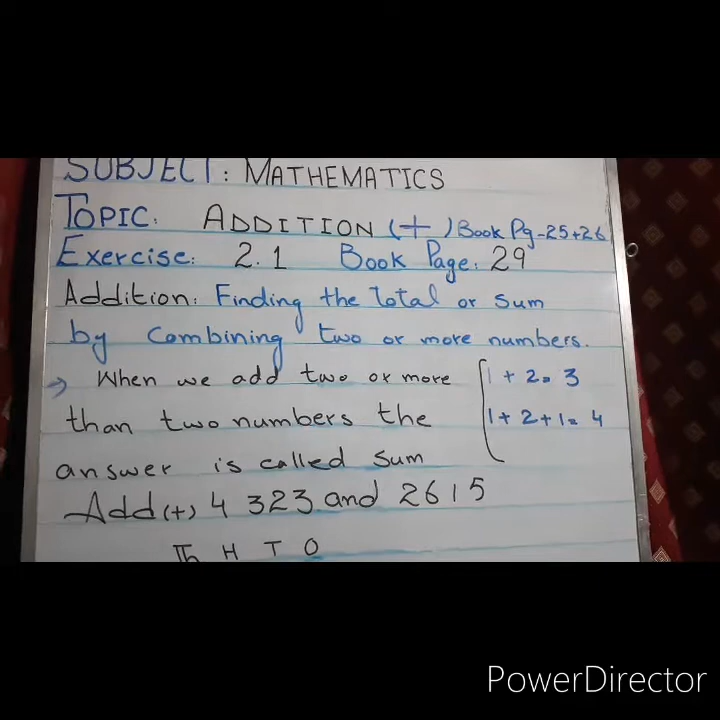 SUBJECT: MATHEMATICS
TOPIC: ADDITION (+) Book Pg-25+26
Exercise: 2.1 Book Page: 29
Addition: Finding the Total or Sum
by Combining two or more numbers.
→ When we add two or more
than two numbers the
answer is called Sum
1 + 2 = 3
1 + 2 + 1 = 4
Add (+) 4 323 and 2615
Th H T O
PowerDirector